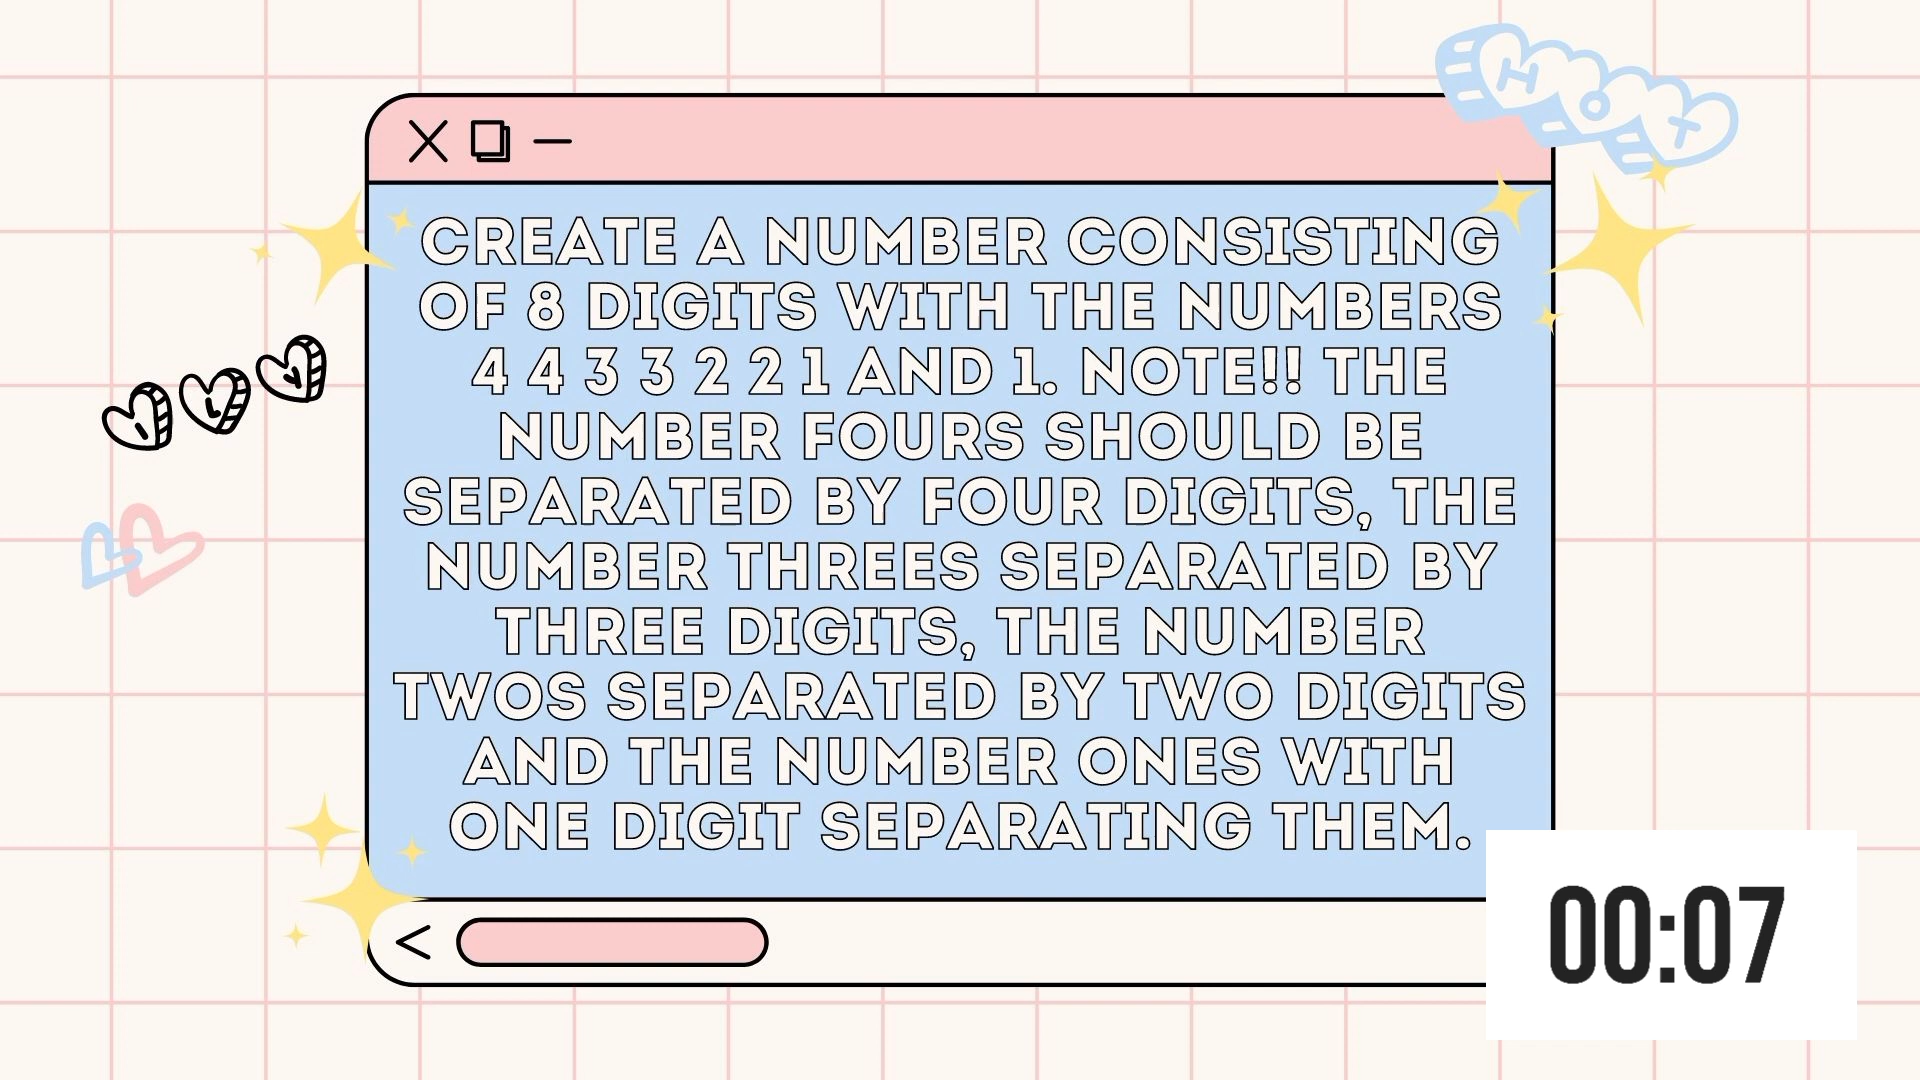 HOT
CREATE A NUMBER CONSISTING
OF 8 DIGITS WITH THE NUMBERS
4 4 3 3 2 2 1 AND 1. NOTE!! THE
NUMBER FOURS SHOULD BE
SEPARATED BY FOUR DIGITS, THE
NUMBER THREES SEPARATED BY
THREE DIGITS, THE NUMBER
TWOS SEPARATED BY TWO DIGITS
AND THE NUMBER ONES WITH
ONE DIGIT SEPARATING THEM.
ILY
00:07